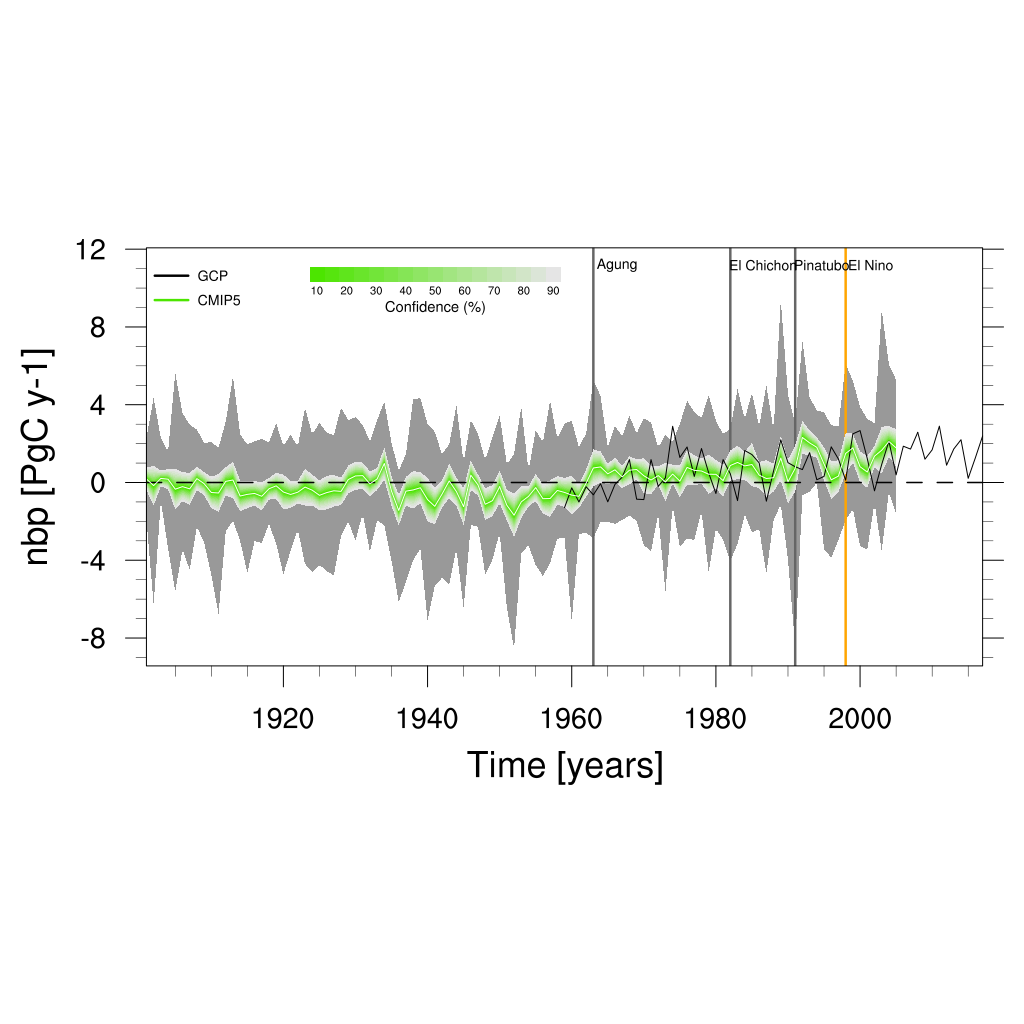 12
8
4
0
-4
-8
nbp [PgC y-1]
GCP
CMIP5
10 20 30 40 50 60 70 80 90
Confidence (%)
Agung
El Chichon
Pinatubo
El Nino
1920 1940 1960 1980 2000
Time [years]